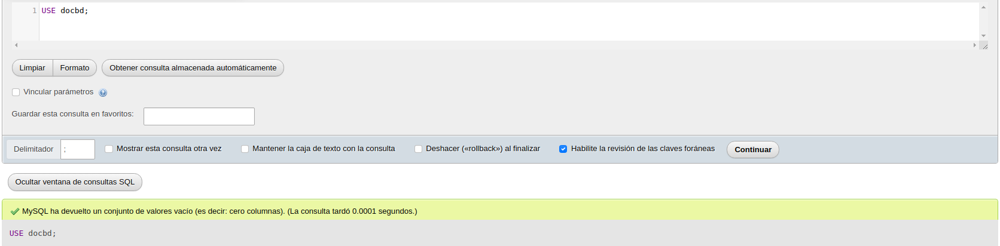 1 USE docbd;
Limpiar Formato Obtener consulta almacenada automáticamente
Vincular parámetros
Guardar esta consulta en favoritos:
Delimitador ; Mostrar esta consulta otra vez Mantener la caja de texto con la consulta Deshacer («rollback») al finalizar Habilite la revisión de las claves foráneas Continuar
Ocultar ventana de consultas SQL
MySQL ha devuelto un conjunto de valores vacío (es decir: cero columnas). (La consulta tardó 0.0001 segundos.)
USE docbd;